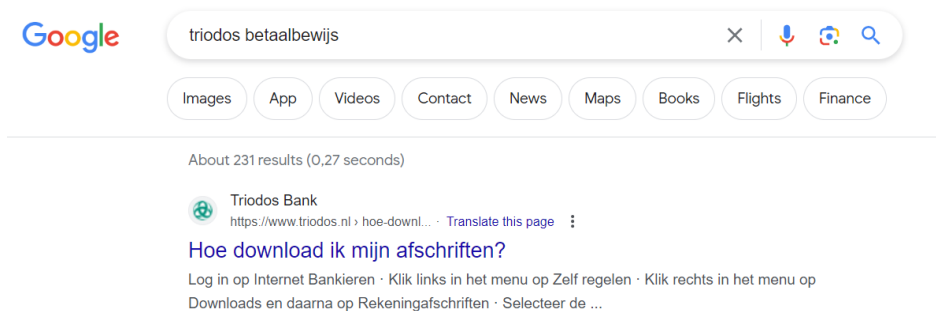 Google
triodos betaalbewijs
Images App Videos Contact News Maps Books Flights Finance
About 231 results (0,27 seconds)
Triodos Bank
https://www.triodos.nl › hoe-downl... · Translate this page
Hoe download ik mijn afschriften?
Log in op Internet Bankieren · Klik links in het menu op Zelf regelen · Klik rechts in het menu op
Downloads en daarna op Rekeningafschriften · Selecteer de ...